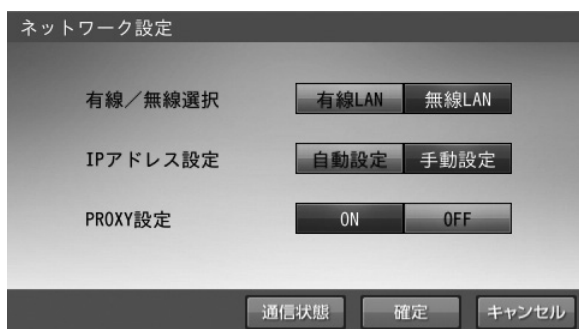 ネットワーク設定
有線／無線選択 有線LAN 無線LAN
IPアドレス設定 自動設定 手動設定
PROXY設定 ON OFF
通信状態 確定 キャンセル